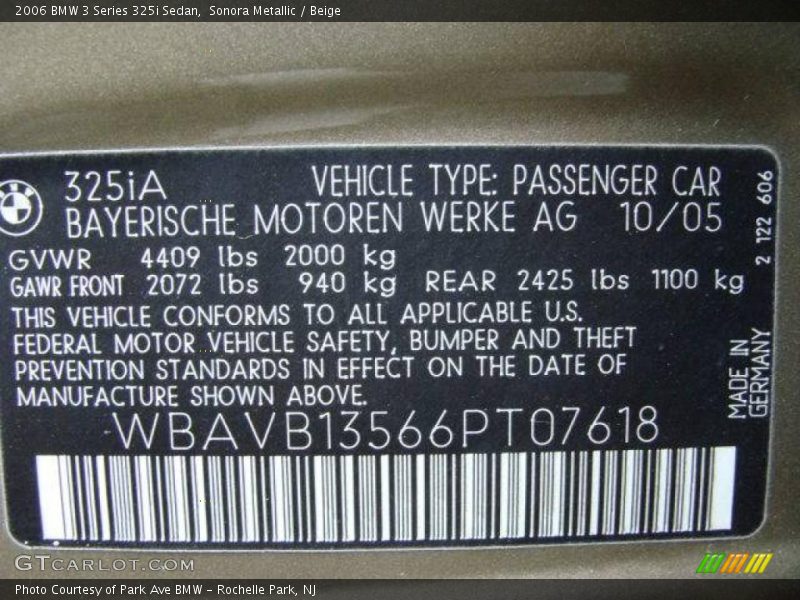 2006 BMW 3 Series 325i Sedan,  Sonora Metallic / Beige
325iA VEHICLE TYPE: PASSENGER CAR
BAYERISCHE MOTOREN WERKE AG 10/05
GVWR 4409 lbs 2000 kg
GAWR FRONT 2072 lbs 940 kg REAR 2425 lbs 1100 kg
THIS VEHICLE CONFORMS TO ALL APPLICABLE U.S.
FEDERAL MOTOR VEHICLE SAFETY, BUMPER AND THEFT
PREVENTION STANDARDS IN EFFECT ON THE DATE OF
MANUFACTURE SHOWN ABOVE.
WBAVB13566PT07618
2 122 606
MADE IN
GERMANY
GTCARLOT.COM
Photo Courtesy of Park Ave BMW - Rochelle Park, NJ